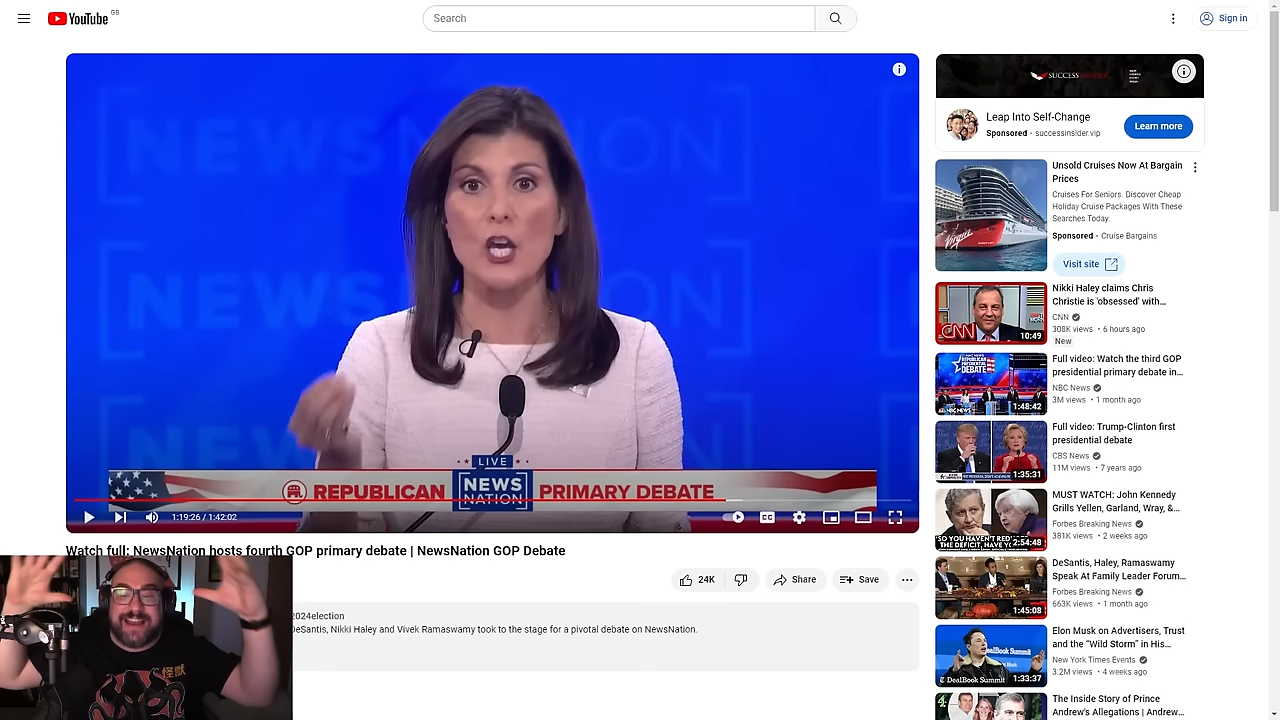 YouTube GB
Search
Sign in
NEWSNATION
NEWS
REPUBLICAN
LIVE
NEWS
NATION
PRIMARY DEBATE
1:19:26 / 1:42:02
CC
Watch full: NewsNation hosts fourth GOP primary debate | NewsNation GOP Debate
24K
Share
Save
2024election
DeSantis, Nikki Haley and Vivek Ramaswamy took to the stage for a pivotal debate on NewsNation.
SUCCESS
Leap Into Self-Change
Sponsored · successinsider.vip
Learn more
Unsold Cruises Now At Bargain
Prices
Cruises For Seniors. Discover Cheap
Holiday Cruise Packages With These
Searches Today.
Sponsored · Cruise Bargains
Visit site
Virgin
Nikki Haley claims Chris
Christie is 'obsessed' with…
CNN
308K views • 6 hours ago
New
CNN
10:49
Full video: Watch the third GOP
presidential primary debate in…
NBC News
3M views • 1 month ago
REPUBLICAN
DEBATE
1:48:42
Full video: Trump-Clinton first
presidential debate
CBS News
11M views • 7 years ago
1:35:31
MUST WATCH: John Kennedy
Grills Yellen, Garland, Wray, &…
Forbes Breaking News
381K views • 2 weeks ago
2:54:48
DeSantis, Haley, Ramaswamy
Speak At Family Leader Forum…
Forbes Breaking News
663K views • 1 month ago
1:45:08
Elon Musk on Advertisers, Trust
and the “Wild Storm” in His…
New York Times Events
3.2M views • 4 weeks ago
DealBook Summit
1:33:37
The Inside Story of Prince
Andrew's Allegations | Andrew…